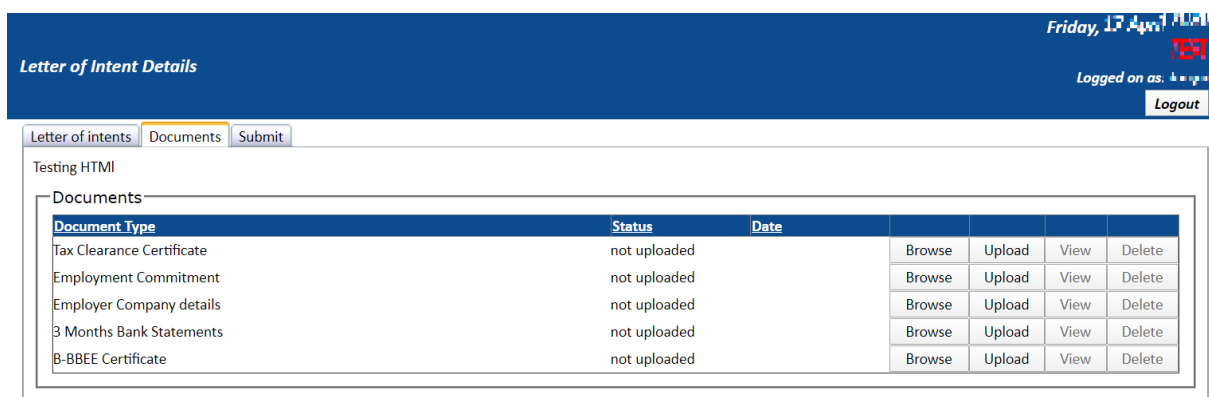 Friday,
Letter of Intent Details
Logged on as:
Logout
Letter of intents Documents Submit
Testing HTMl
Documents
Document Type Status Date
Tax Clearance Certificate not uploaded Browse Upload View Delete
Employment Commitment not uploaded Browse Upload View Delete
Employer Company details not uploaded Browse Upload View Delete
3 Months Bank Statements not uploaded Browse Upload View Delete
B-BBEE Certificate not uploaded Browse Upload View Delete